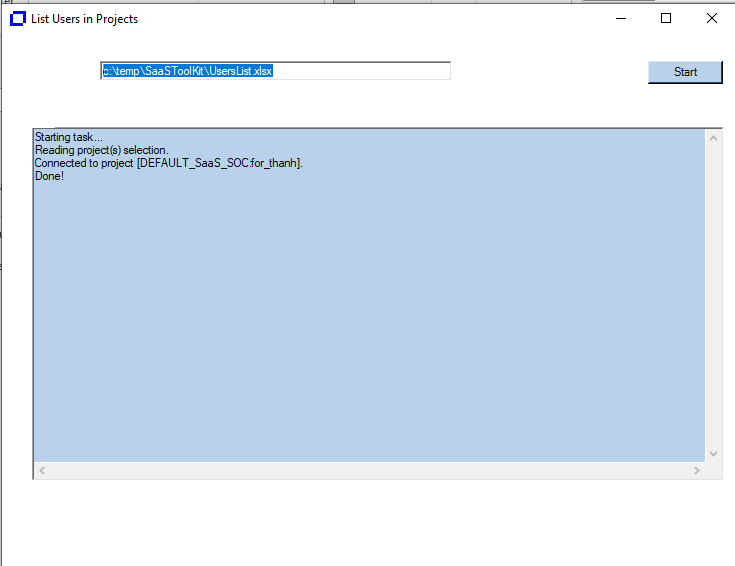 List Users in Projects
c:\temp\SaaSToolKit\UsersList.xlsx
Start
Starting task...
Reading project(s) selection.
Connected to project [DEFAULT_SaaS_SOC:for_thanh].
Done!